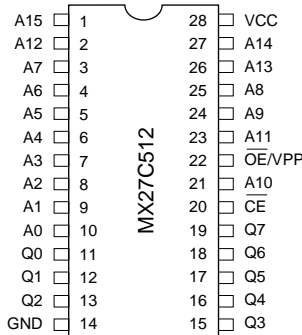 A15 1 28 VCC
A12 2 27 A14
A7 3 26 A13
A6 4 25 A8
A5 5 24 A9
A4 6 23 A11
A3 7 22 O̅E̅/VPP
A2 8 21 A10
A1 9 20 C̅E̅
A0 10 19 Q7
Q0 11 18 Q6
Q1 12 17 Q5
Q2 13 16 Q4
GND 14 15 Q3
MX27C512